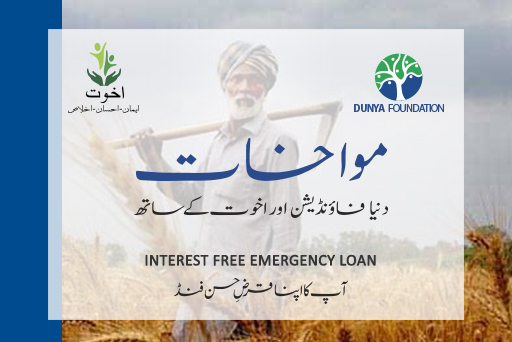 اخوت
ایمان-احسان-اخلاص
DUNYA FOUNDATION
مواخات
دنیا فاؤنڈیشن اور اخوت کے ساتھ
INTEREST FREE EMERGENCY LOAN
آپ کا اپنا قرضِ حسن فنڈ